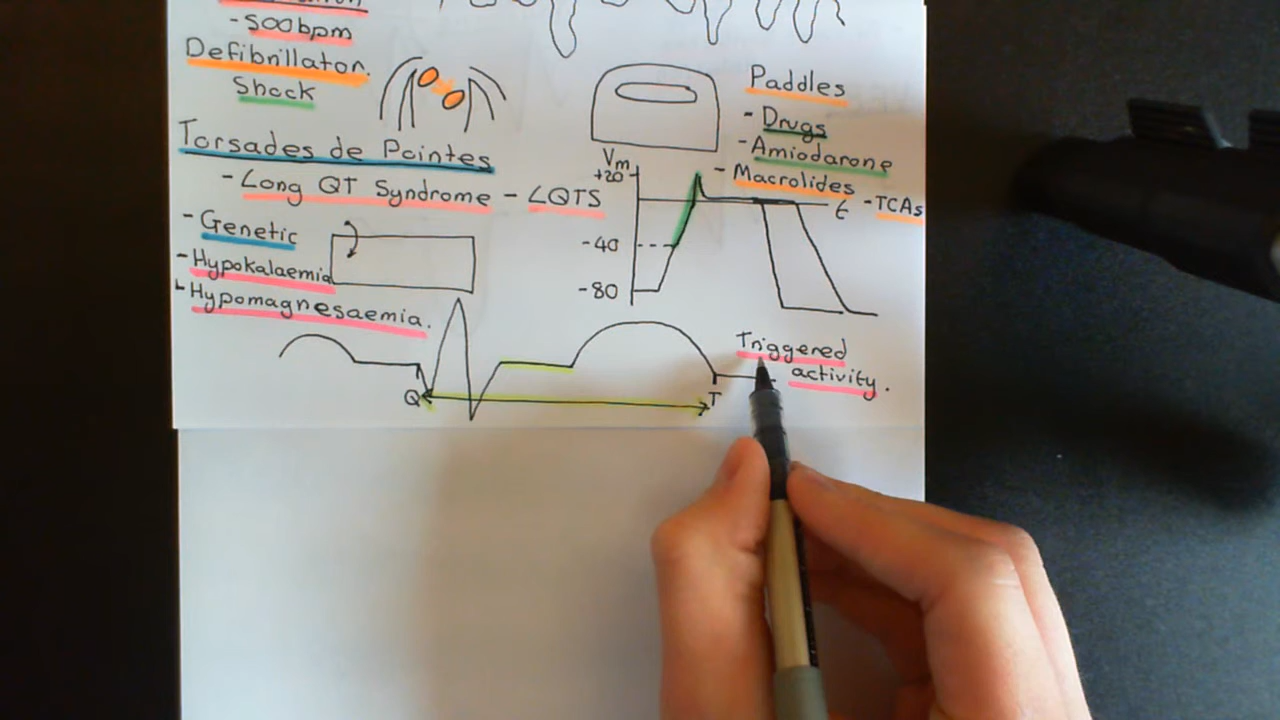 - 500bpm
Defibrillator.
Shock
Paddles
- Drugs
- Amiodarone
- Macrolides
- TCAs
Torsades de Pointes
- Long QT Syndrome - LQTS
- Genetic
- Hypokalaemia
- Hypomagnesaemia.
Vm
+20
t
-40
-80
Q
T
Triggered
activity.